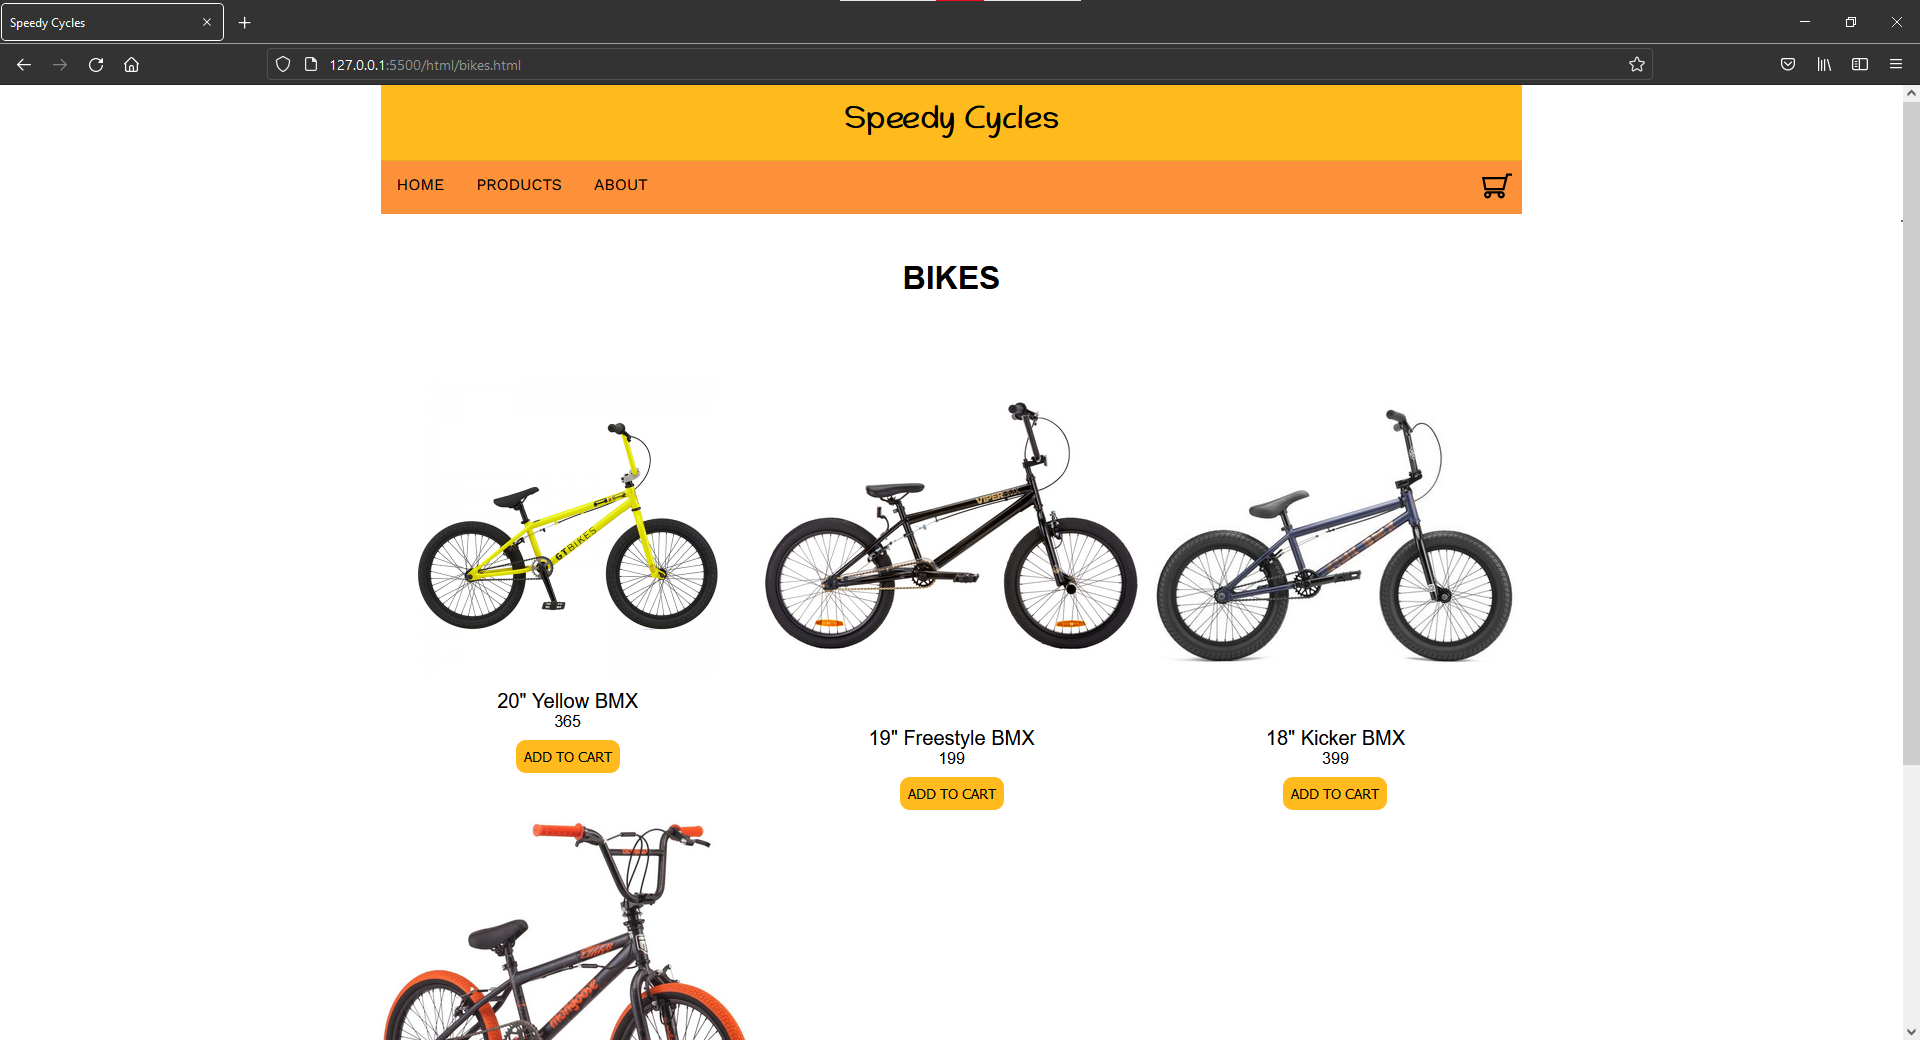 Speedy Cycles
127.0.0.1:5500/html/bikes.html
Speedy Cycles
HOME PRODUCTS ABOUT
BIKES
GT BIKES
VIPER BMX
20" Yellow BMX
365
ADD TO CART
19" Freestyle BMX
199
ADD TO CART
18" Kicker BMX
399
ADD TO CART
mongoose